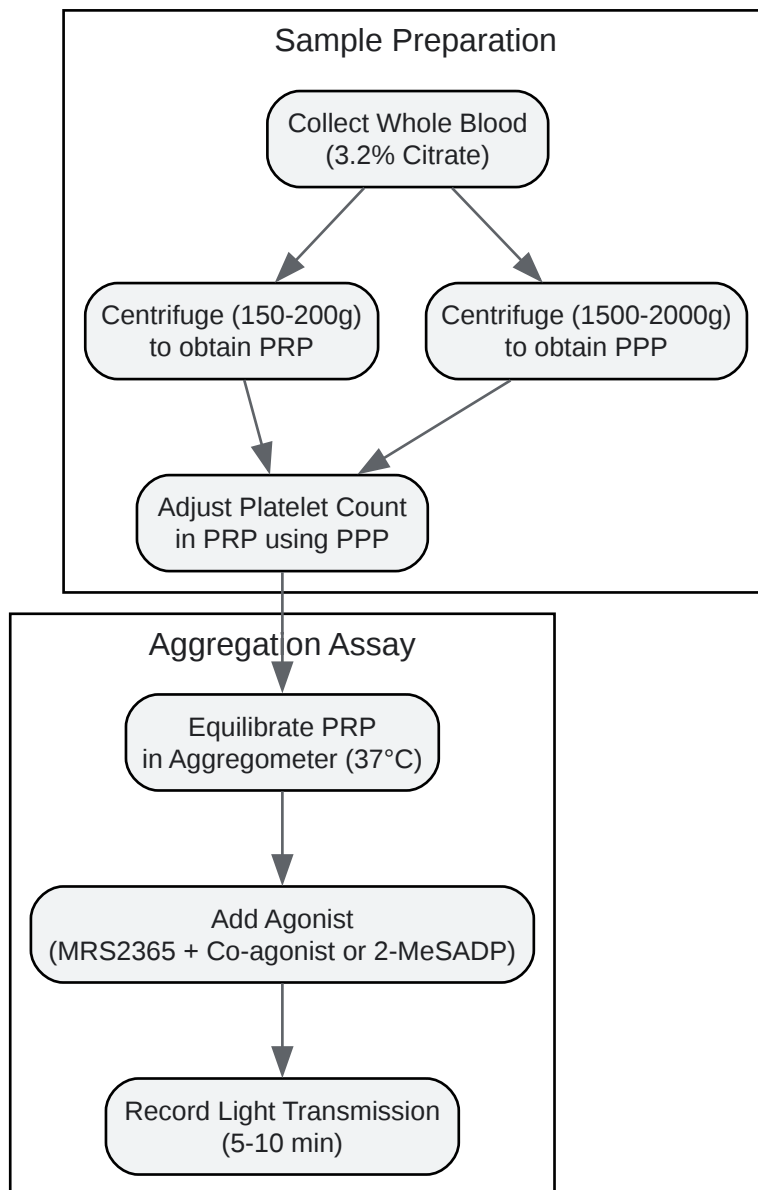 Sample Preparation
Collect Whole Blood
(3.2% Citrate)
Centrifuge (150-200g)
to obtain PRP
Centrifuge (1500-2000g)
to obtain PPP
Adjust Platelet Count
in PRP using PPP
Aggregation Assay
Equilibrate PRP
in Aggregometer (37°C)
Add Agonist
(MRS2365 + Co-agonist or 2-MeSADP)
Record Light Transmission
(5-10 min)